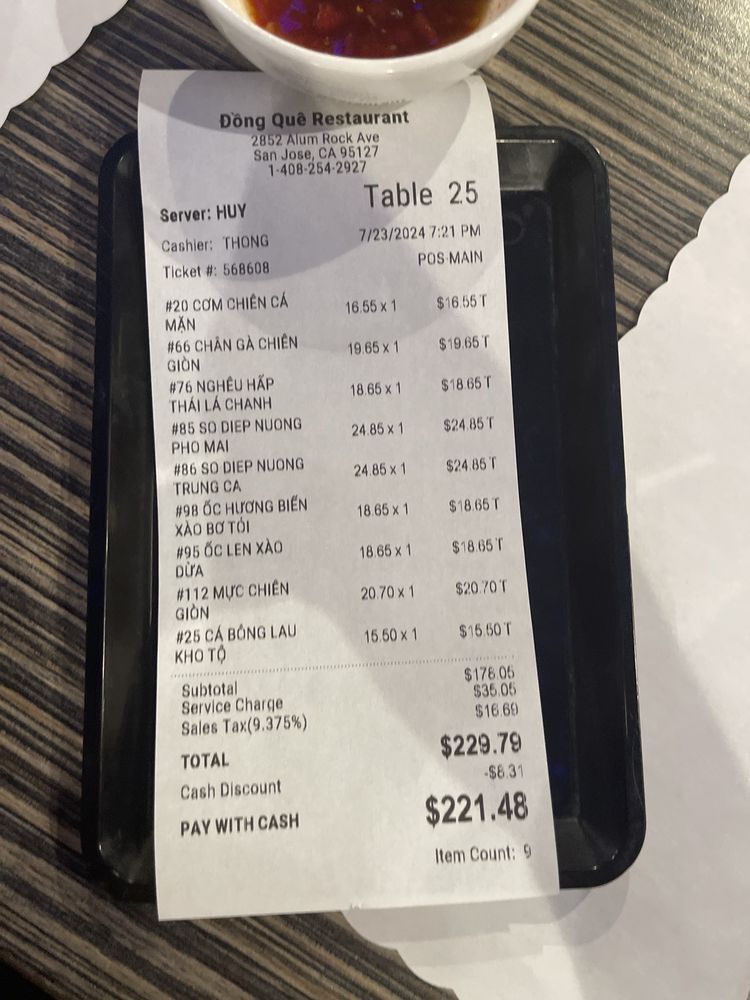 Đồng Quê Restaurant
2852 Alum Rock Ave
San Jose, CA 95127
1-408-254-2927
Table 25
Server: HUY
Cashier: THONG 7/23/2024 7:21 PM
Ticket #: 568608 POS-MAIN
#20 CƠM CHIÊN CÁ 16.55 x 1 $16.55 T
MẶN
#66 CHÂN GÀ CHIÊN 19.65 x 1 $19.65 T
GIÒN
#76 NGHÊU HẤP 18.65 x 1 $18.65 T
THÁI LÁ CHANH
#85 SO DIEP NUONG 24.85 x 1 $24.85 T
PHO MAI
#86 SO DIEP NUONG 24.85 x 1 $24.85 T
TRUNG CA
#98 ỐC HƯƠNG BIỂN 18.65 x 1 $18.65 T
XÀO BƠ TỎI
#95 ỐC LEN XÀO 18.65 x 1 $18.65 T
DỪA
#112 MỰC CHIÊN 20.70 x 1 $20.70 T
GIÒN
#25 CÁ BÔNG LAU 15.50 x 1 $15.50 T
KHO TỘ
Subtotal $178.05
Service Charge $35.05
Sales Tax(9.375%) $16.69
TOTAL $229.79
Cash Discount -$8.31
PAY WITH CASH $221.48
Item Count: 9